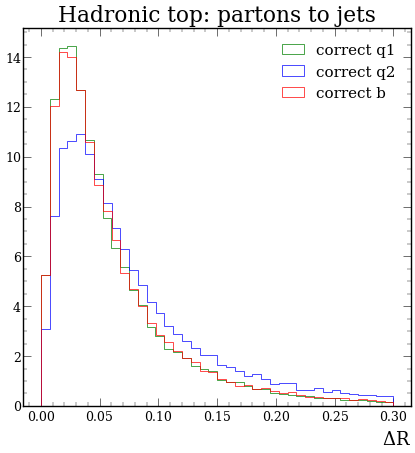 Hadronic top: partons to jets
correct q1
correct q2
correct b
14
12
10
8
6
4
2
0
0.00 0.05 0.10 0.15 0.20 0.25 0.30
ΔR